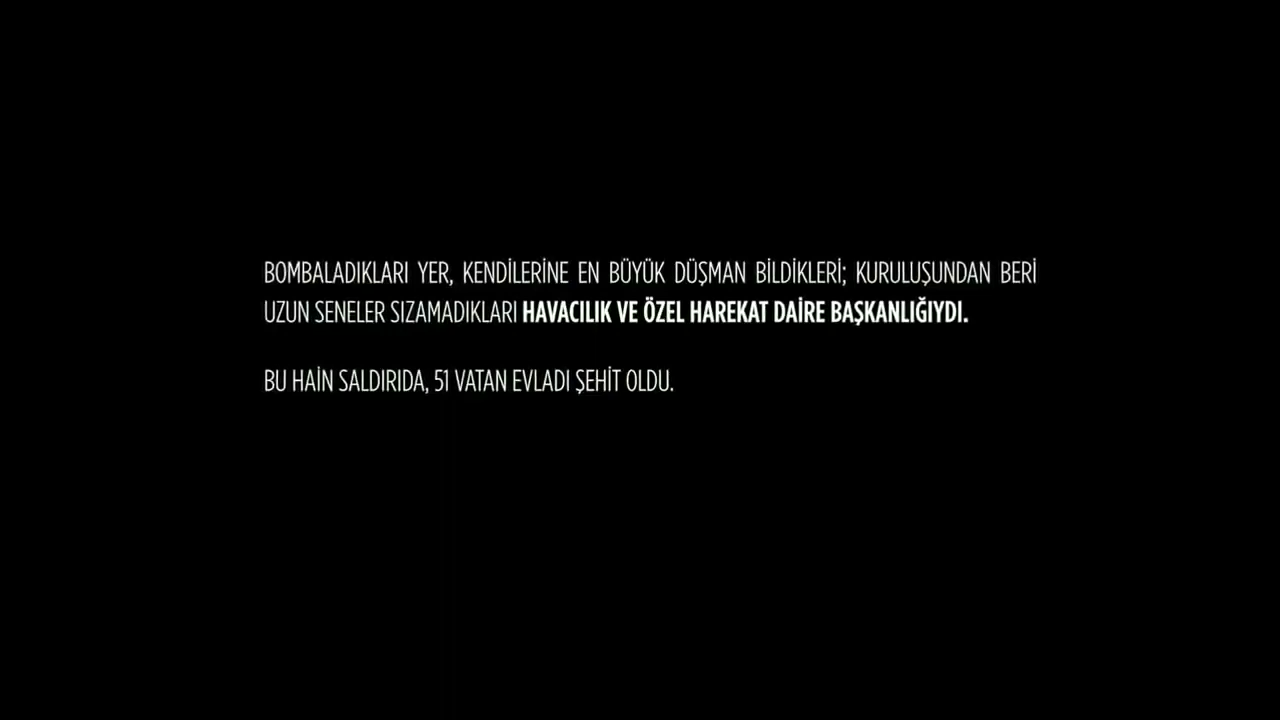 BOMBALADIKLARI YER, KENDİLERİNE EN BÜYÜK DÜŞMAN BİLDİKLERİ; KURULUŞUNDAN BERİ
UZUN SENELER SIZAMADIKLARI HAVACILIK VE ÖZEL HAREKAT DAİRE BAŞKANLIĞIYDI.
BU HAİN SALDIRIDA, 51 VATAN EVLADI ŞEHİT OLDU.